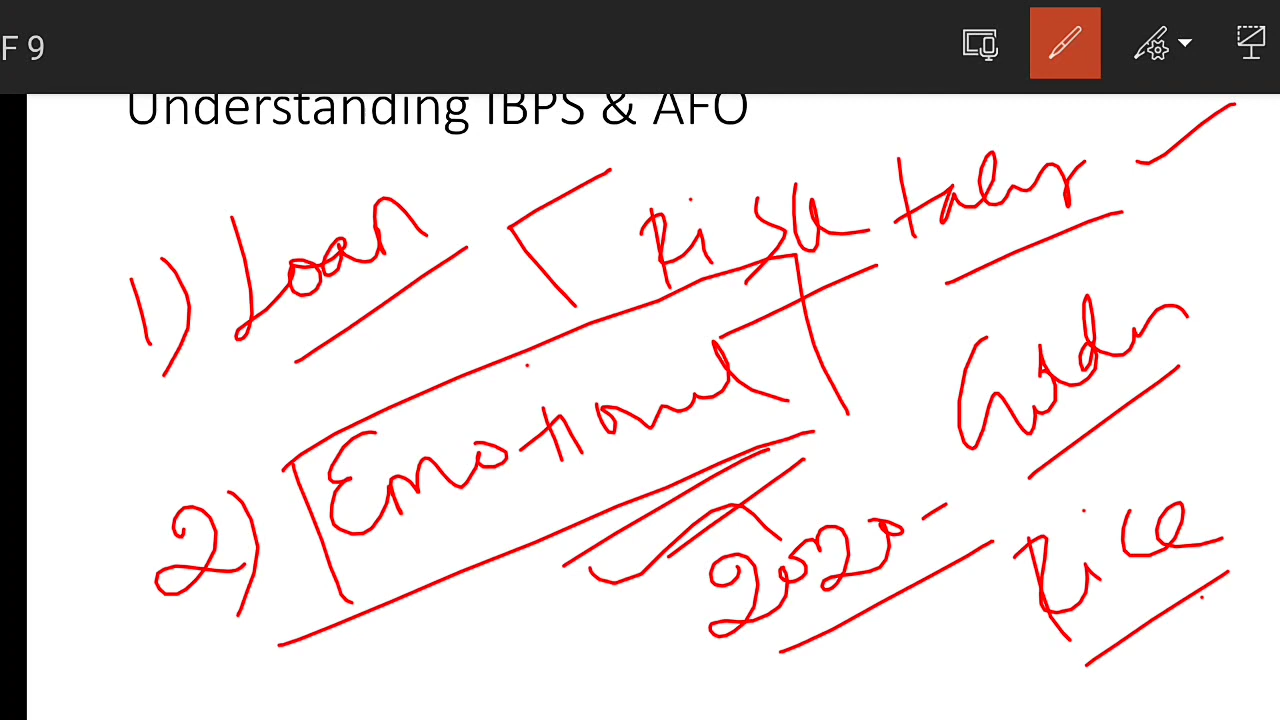 F 9
Understanding IBPS & AFO
1) Loan Risk taker
Golden
2) Emotional
2020 - Rice